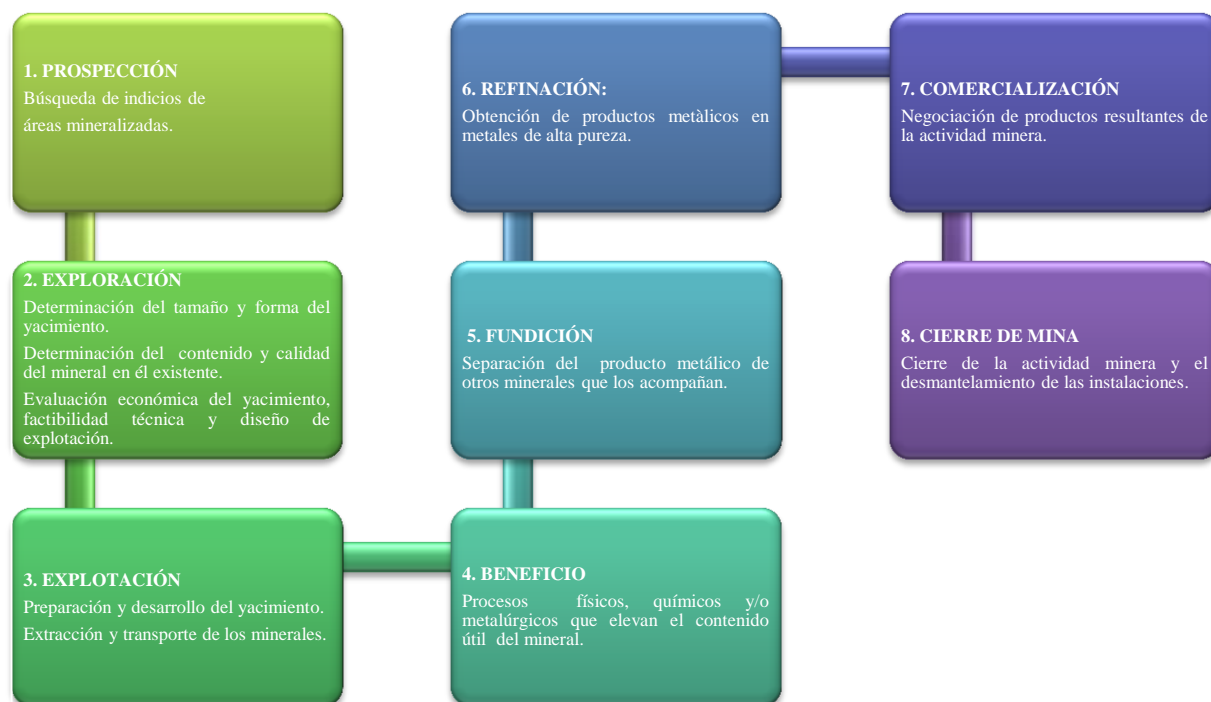 1. PROSPECCIÓN
Búsqueda de indicios de
áreas mineralizadas.
2. EXPLORACIÓN
Determinación del tamaño y forma del
yacimiento.
Determinación del contenido y calidad
del mineral en él existente.
Evaluación económica del yacimiento,
factibilidad técnica y diseño de
explotación.
3. EXPLOTACIÓN
Preparación y desarrollo del yacimiento.
Extracción y transporte de los minerales.
4. BENEFICIO
Procesos físicos, químicos y/o
metalúrgicos que elevan el contenido
útil del mineral.
5. FUNDICIÓN
Separación del producto metálico de
otros minerales que los acompañan.
6. REFINACIÓN:
Obtención de productos metàlicos en
metales de alta pureza.
7. COMERCIALIZACIÓN
Negociación de productos resultantes de
la actividad minera.
8. CIERRE DE MINA
Cierre de la actividad minera y el
desmantelamiento de las instalaciones.